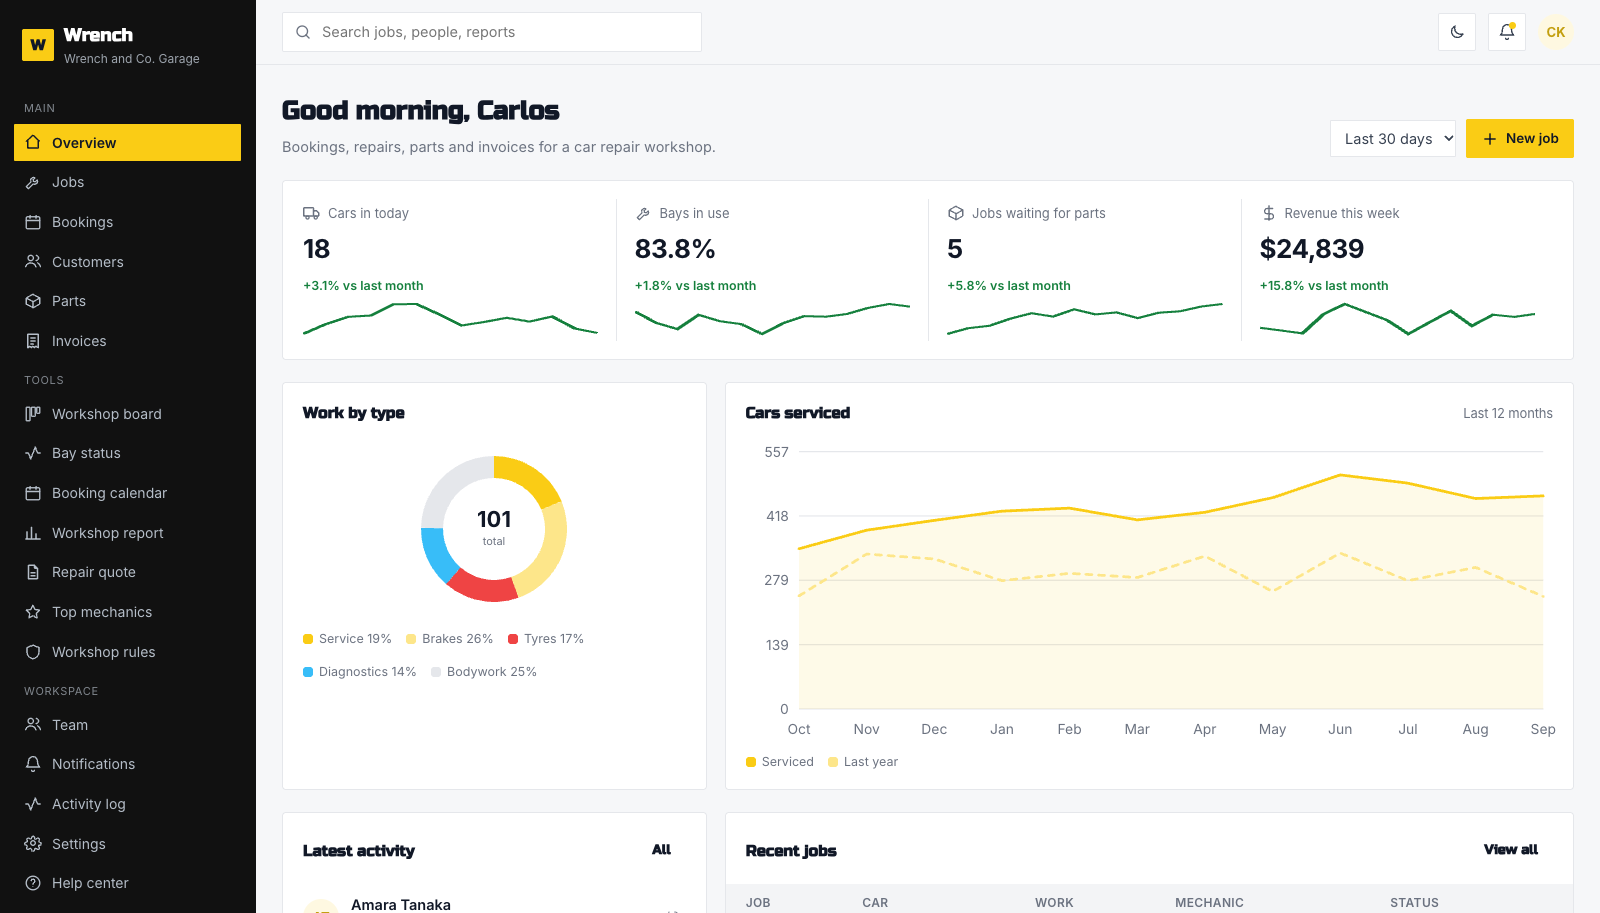 W
Wrench
Wrench and Co. Garage
MAIN
Overview
Jobs
Bookings
Customers
Parts
Invoices
TOOLS
Workshop board
Bay status
Booking calendar
Workshop report
Repair quote
Top mechanics
Workshop rules
WORKSPACE
Team
Notifications
Activity log
Settings
Help center
Search jobs, people, reports
CK
Good morning, Carlos
Bookings, repairs, parts and invoices for a car repair workshop.
Last 30 days
New job
Cars in today
18
+3.1% vs last month
Bays in use
83.8%
+1.8% vs last month
Jobs waiting for parts
5
+5.8% vs last month
Revenue this week
$24,839
+15.8% vs last month
Work by type
101
total
Service 19% Brakes 26% Tyres 17%
Diagnostics 14% Bodywork 25%
Cars serviced
Last 12 months
557
418
279
139
0
Oct Nov Dec Jan Feb Mar Apr May Jun Jul Aug Sep
Serviced Last year
Latest activity
All
Amara Tanaka
Recent jobs
View all
JOB CAR WORK MECHANIC STATUS